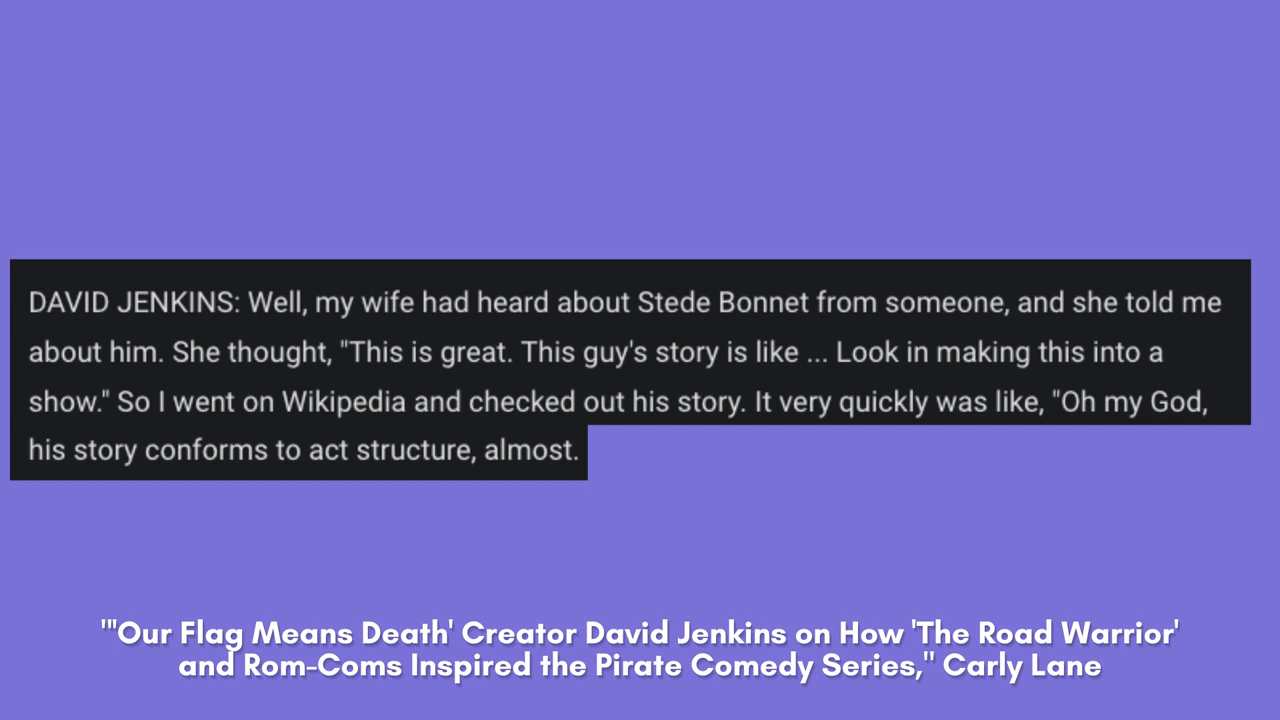 DAVID JENKINS: Well, my wife had heard about Stede Bonnet from someone, and she told me
about him. She thought, "This is great. This guy's story is like ... Look in making this into a
show." So I went on Wikipedia and checked out his story. It very quickly was like, "Oh my God,
his story conforms to act structure, almost.
"'Our Flag Means Death' Creator David Jenkins on How 'The Road Warrior'
and Rom-Coms Inspired the Pirate Comedy Series," Carly Lane